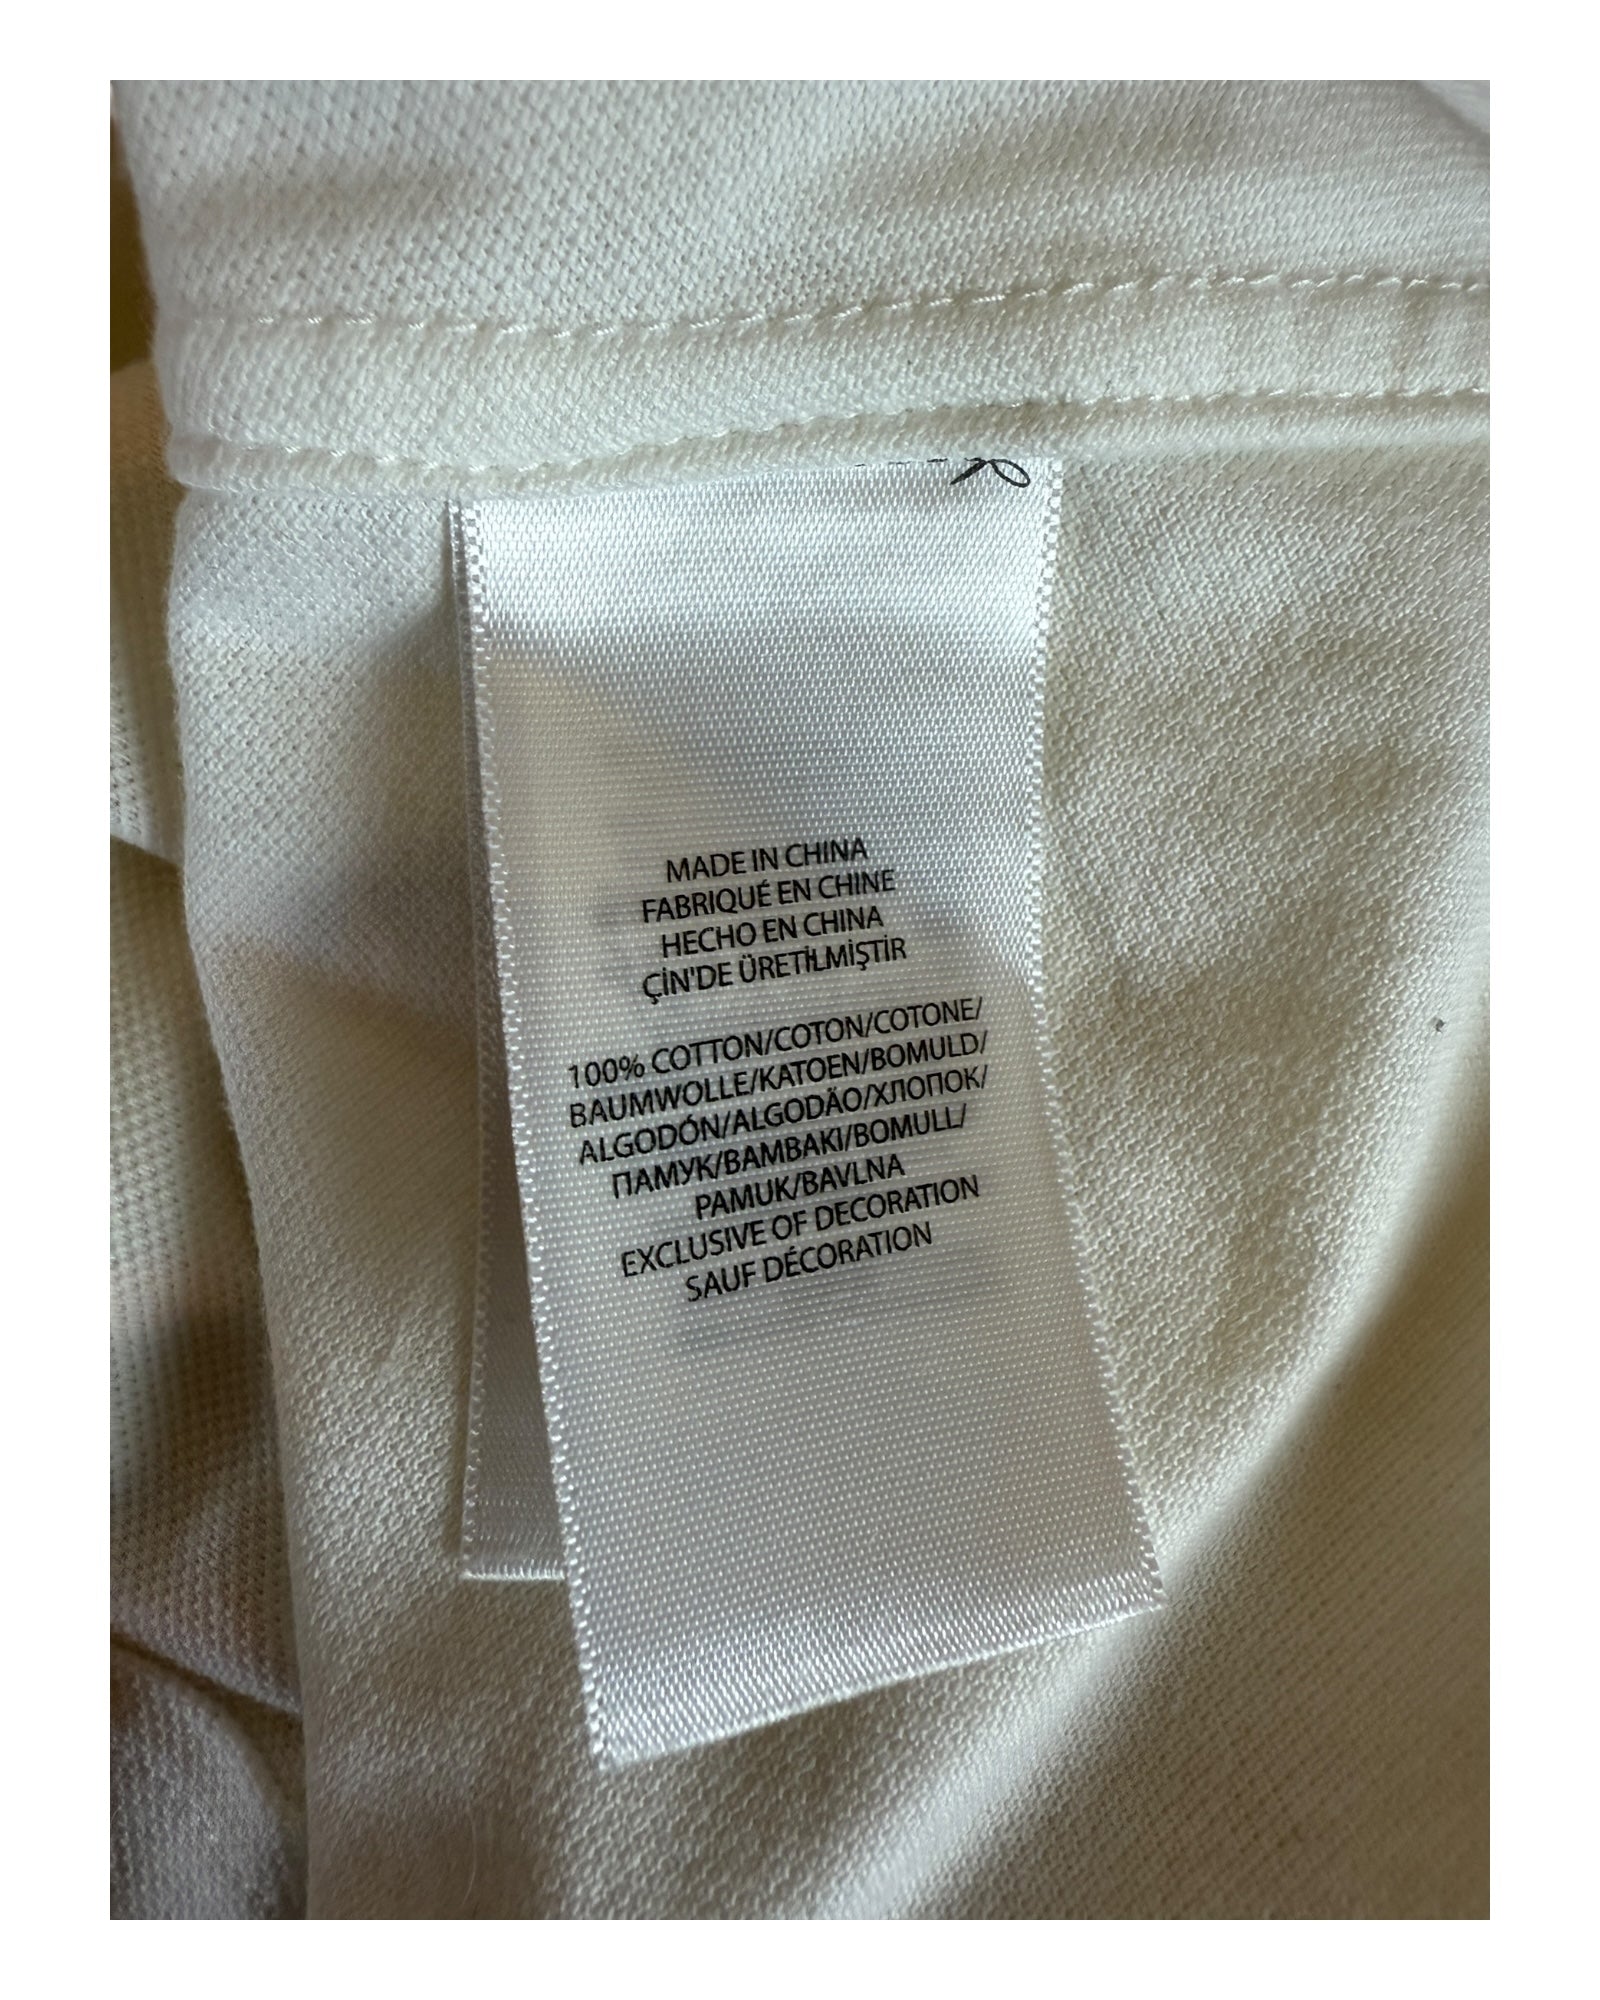 MADE IN CHINA
FABRIQUÉ EN CHINE
HECHO EN CHINA
ÇİN'DE ÜRETİLMİŞTİR
100% COTTON/COTON/COTONE/
BAUMWOLLE/KATOEN/BOMULD/
ALGODÓN/ALGODÃO/ХЛОПОК/
ПАМУК/BAMBAKI/BOMULL/
PAMUK/BAVLNA
EXCLUSIVE OF DECORATION
SAUF DÉCORATION